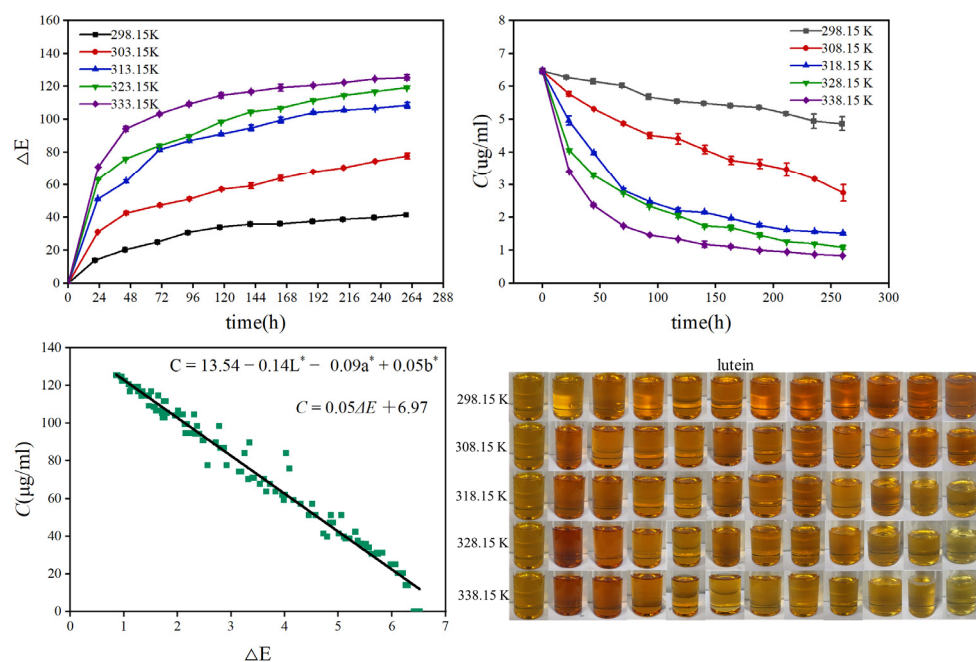 140
120
100
80
60
40
20
0
△E
298.15K
303.15K
313.15K
323.15K
333.15K
0 24 48 72 96 120 144 168 192 216 240 264 288
time(h)
8
7
6
5
4
3
2
1
0
C(ug/ml)
298.15 K
308.15 K
318.15 K
328.15 K
338.15 K
0 50 100 150 200 250 300
time(h)
140
120
100
80
60
40
20
0
C(μg/ml)
C = 13.54 − 0.14L* − 0.09a* + 0.05b*
C = 0.05ΔE + 6.97
0 1 2 3 4 5 6 7
△E
lutein
298.15 K
308.15 K
318.15 K
328.15 K
338.15 K